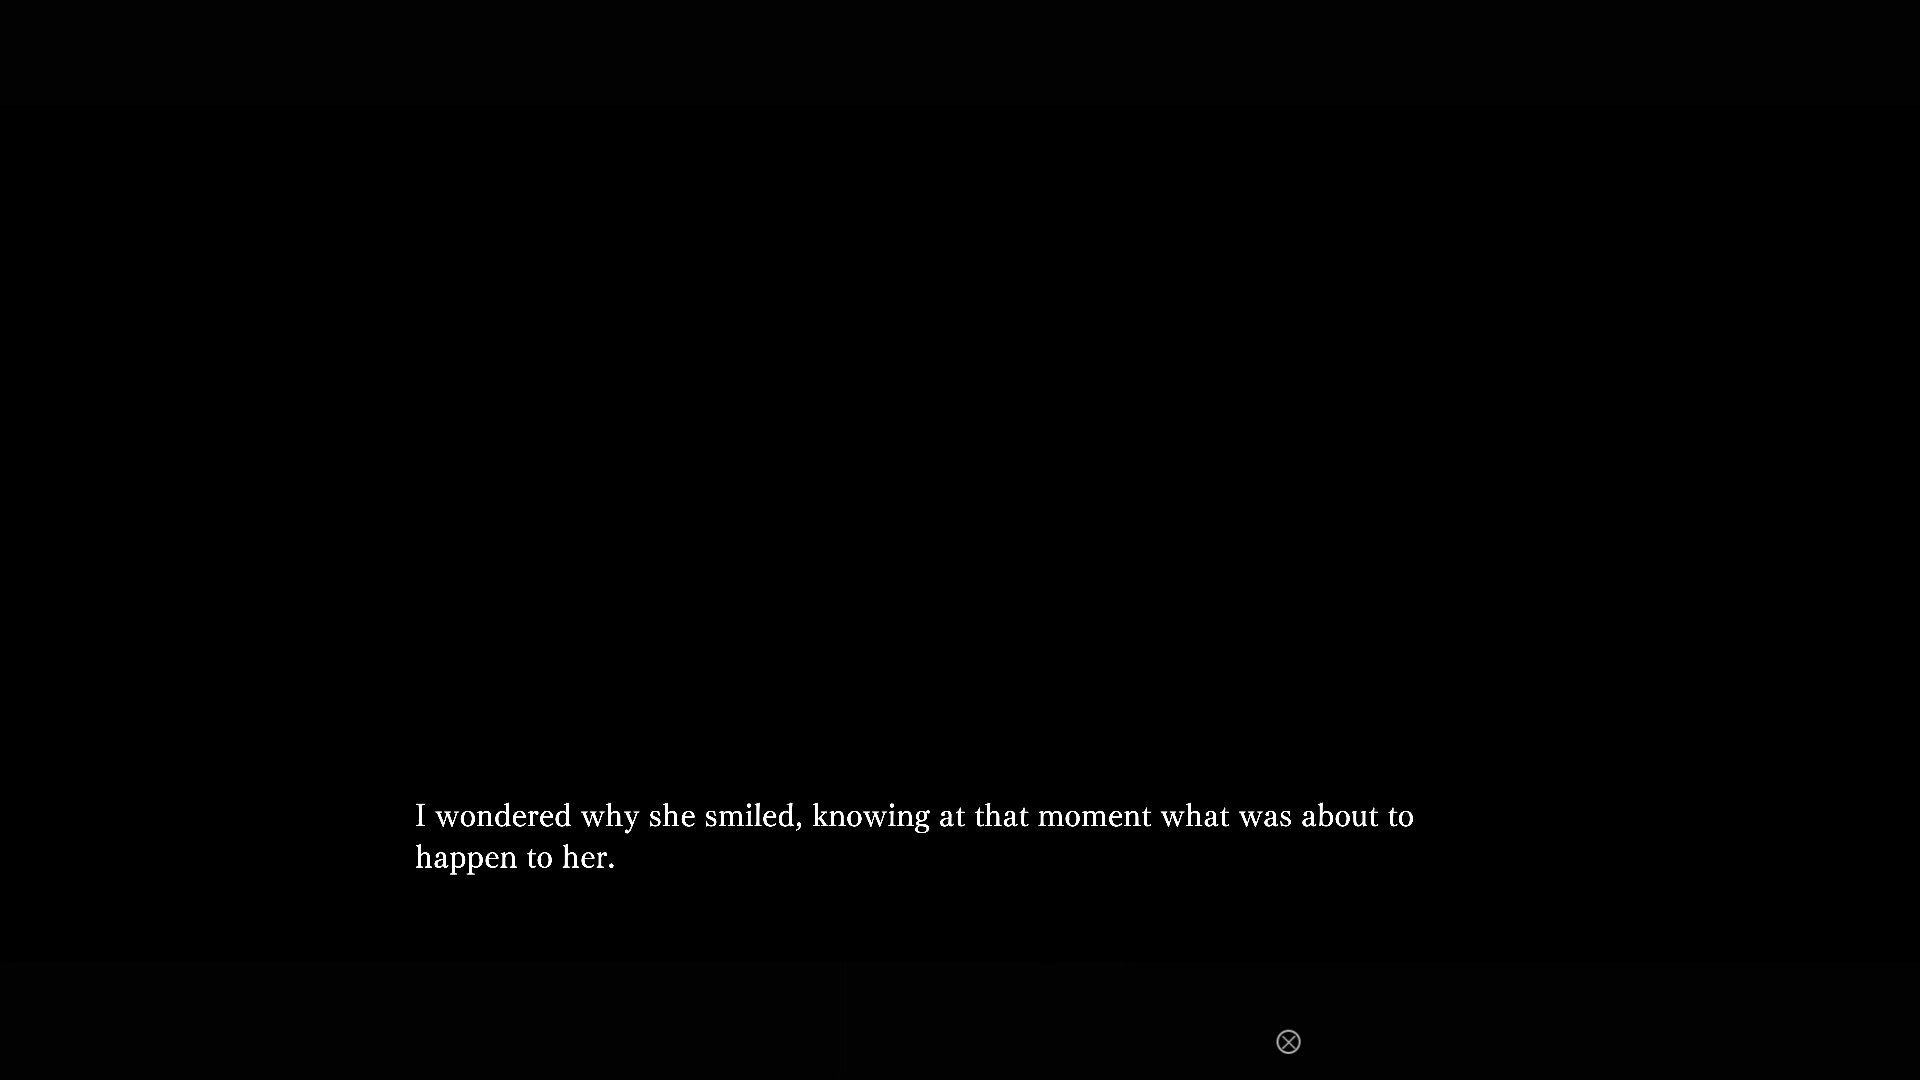 I wondered why she smiled, knowing at that moment what was about to
happen to her.